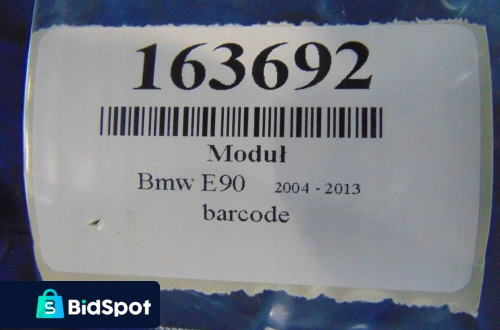 163692
Moduł
Bmw E90 2004 - 2013
barcode
BidSpot